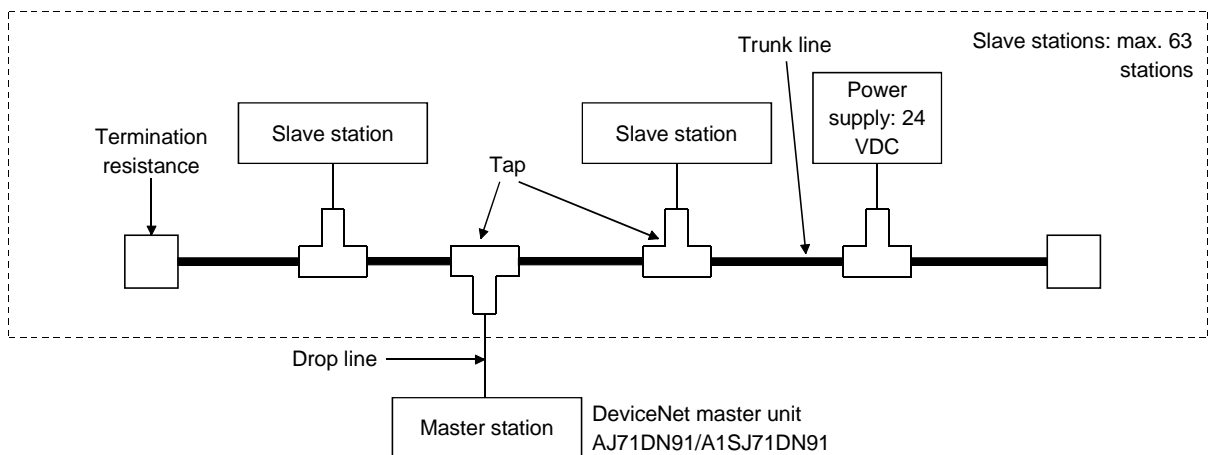 Trunk line
Slave stations: max. 63
stations
Power
supply: 24
VDC
Slave station
Slave station
Termination
resistance
Tap
Drop line
Master station
DeviceNet master unit
AJ71DN91/A1SJ71DN91